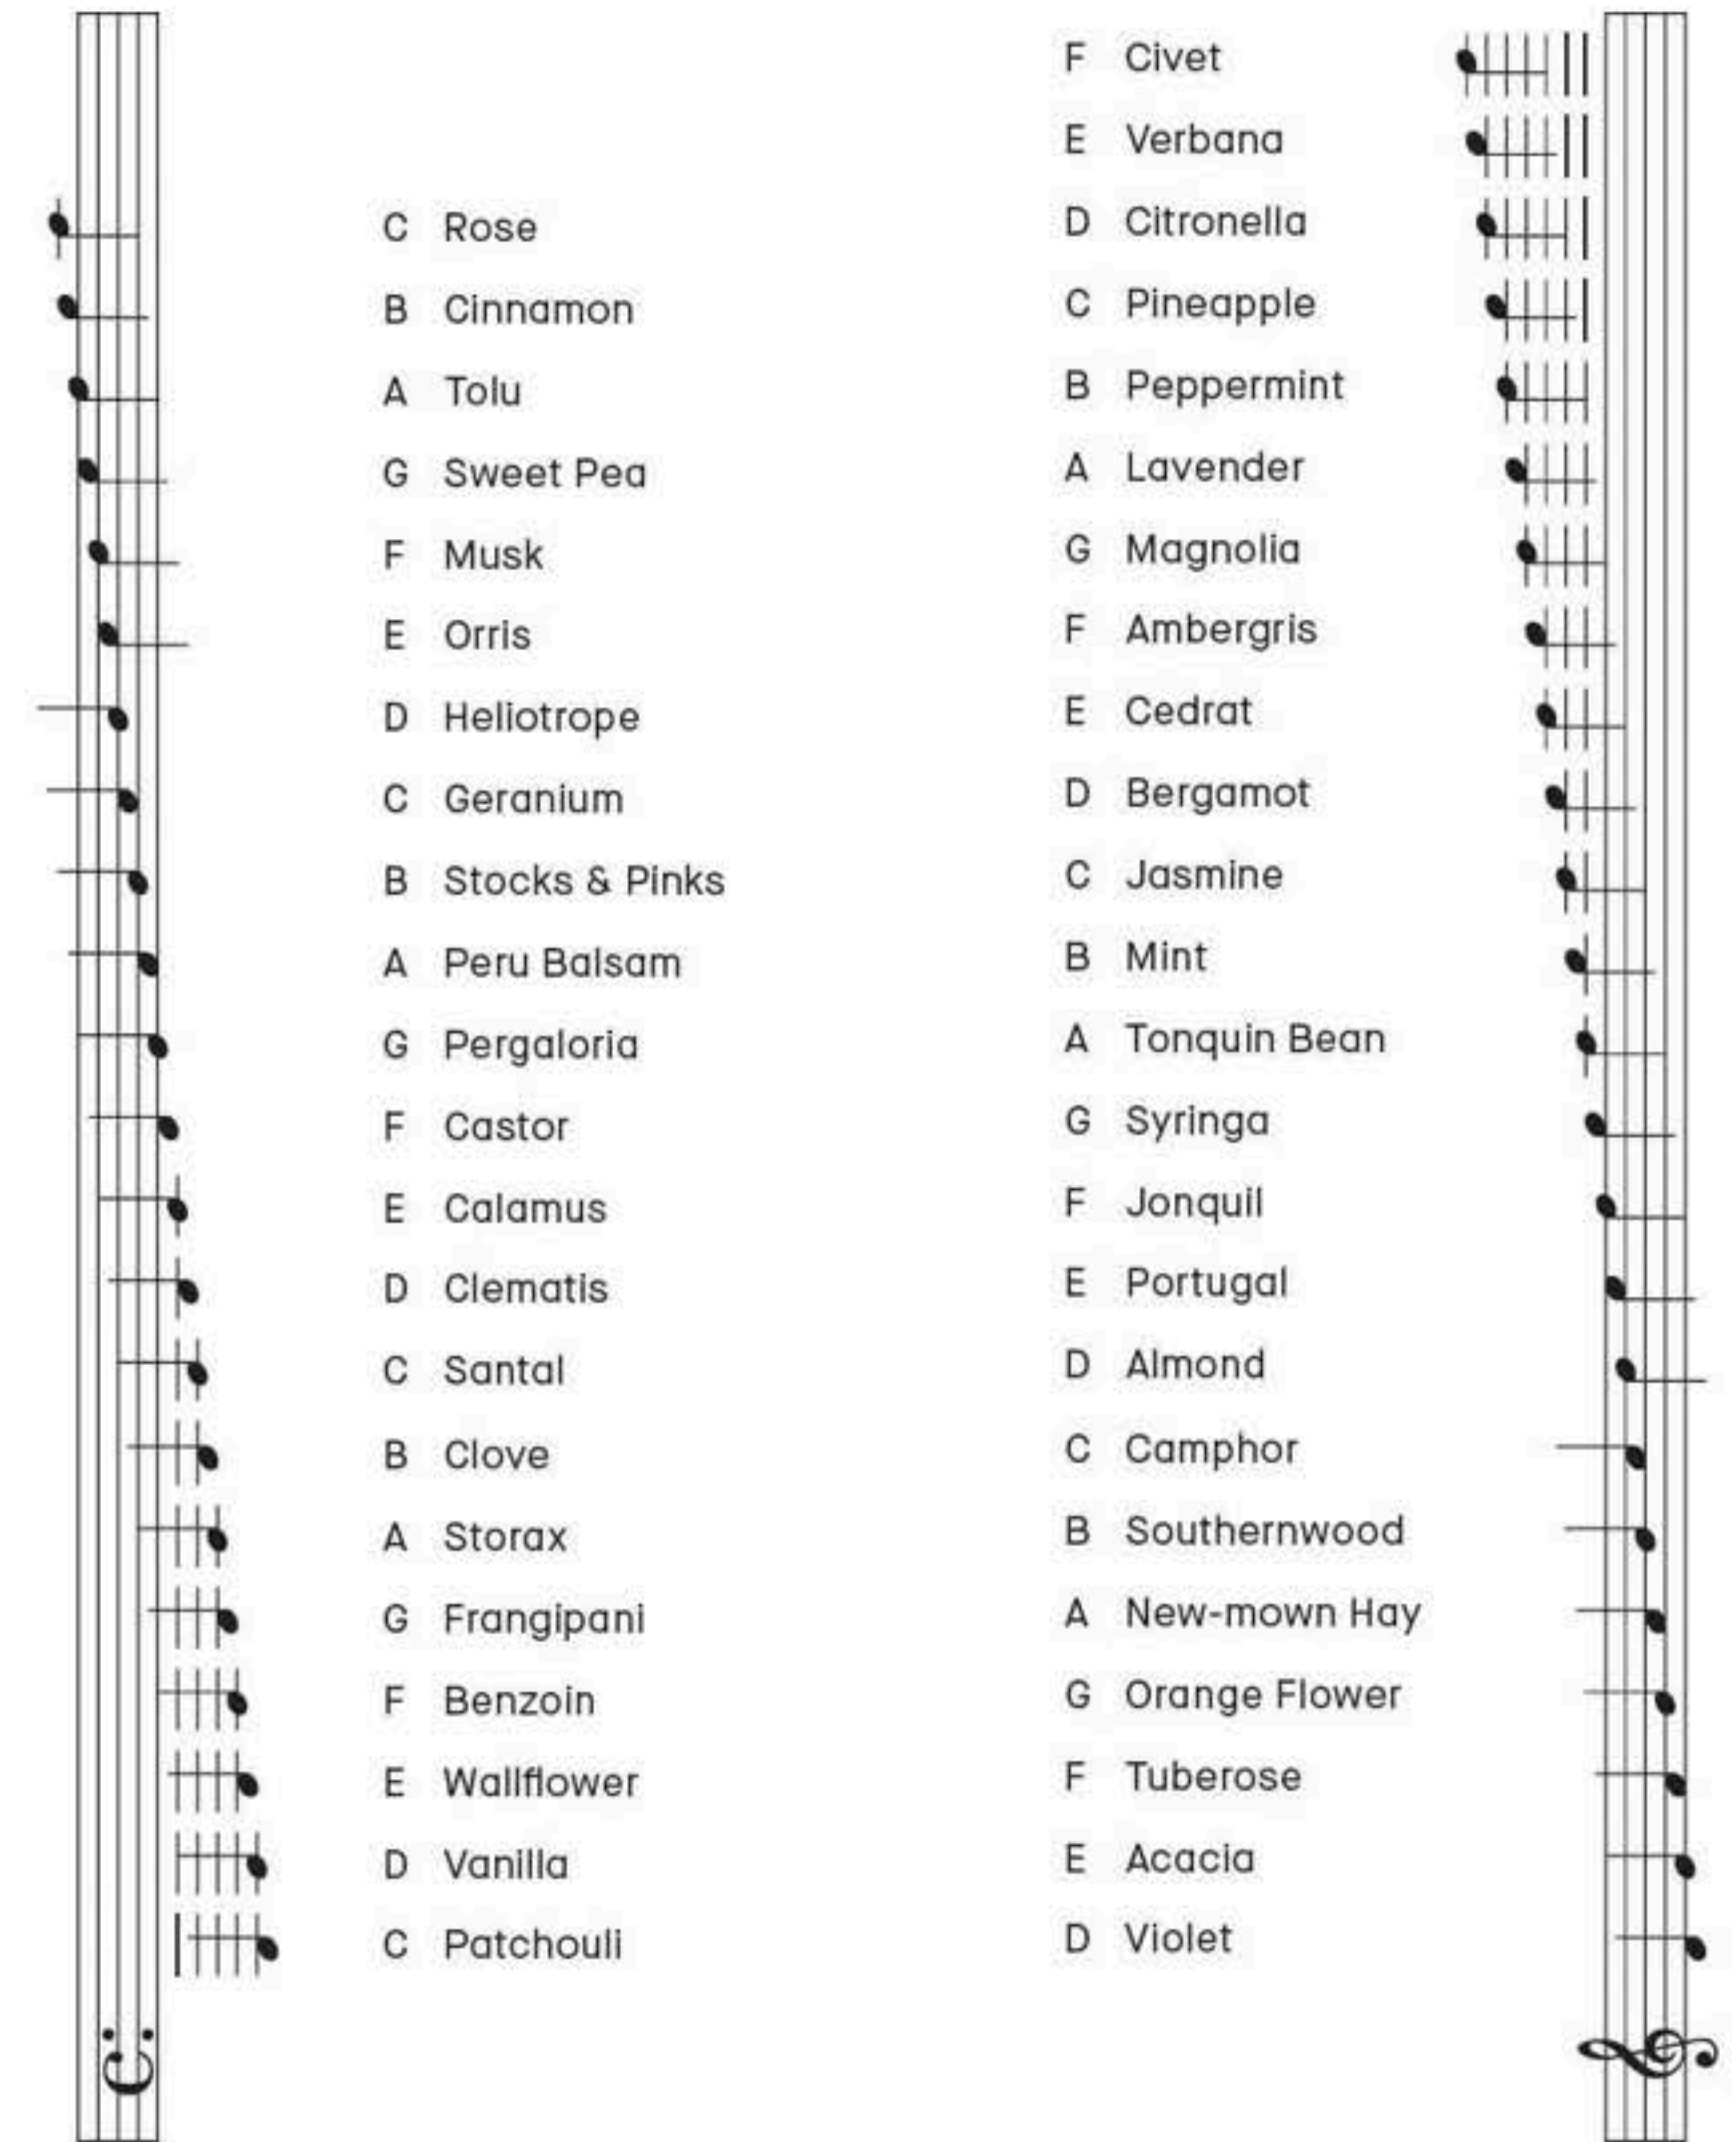 C Rose
B Cinnamon
A Tolu
G Sweet Pea
F Musk
E Orris
D Heliotrope
C Geranium
B Stocks & Pinks
A Peru Balsam
G Pergaloria
F Castor
E Calamus
D Clematis
C Santal
B Clove
A Storax
G Frangipani
F Benzoin
E Wallflower
D Vanilla
C Patchouli
F Civet
E Verbana
D Citronella
C Pineapple
B Peppermint
A Lavender
G Magnolia
F Ambergris
E Cedrat
D Bergamot
C Jasmine
B Mint
A Tonquin Bean
G Syringa
F Jonquil
E Portugal
D Almond
C Camphor
B Southernwood
A New-mown Hay
G Orange Flower
F Tuberose
E Acacia
D Violet